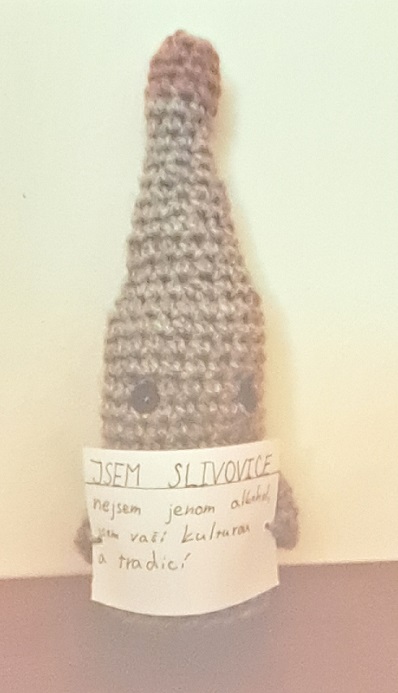 JSEM SLIVOVICE
nejsem jenom alkohol,
jsem vaší kulturou
a tradicí